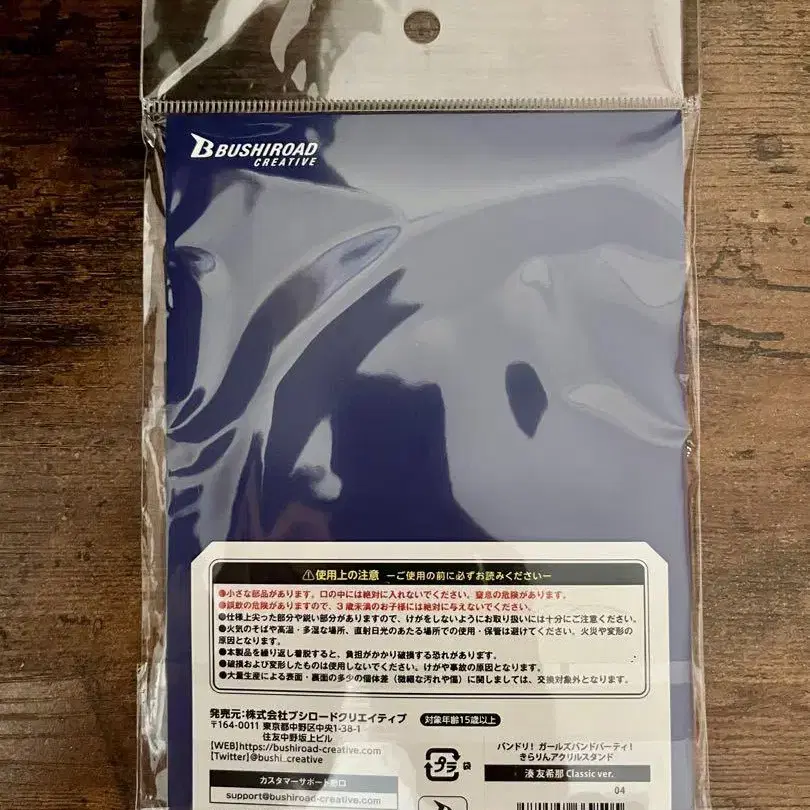 BUSHIROAD
CREATIVE
⚠使用上の注意 ーご使用の前に必ずお読みくださいー
●小さな部品があります。口の中には絶対に入れないでください。窒息の危険があります。
●誤飲の危険がありますので、3歳未満のお子様には絶対に与えないでください。
●仕様上尖った部分や鋭い部分がありますので、けがをしないようにお取り扱いには十分にご注意ください。
●火気のそばや高温・多湿な場所、直射日光のあたる場所での使用・保管は避けてください。火災や変形の
原因となります。
●本製品を繰り返し着脱すると、負担がかかり破損する恐れがあります。
●破損および変形したものは使用しないでください。けがや事故の原因となります。
●大量生産による表面・裏面の多少の個体差（微細な汚れや傷）に関しましては、交換対象外となります。
発売元:株式会社ブシロードクリエイティブ
対象年齢15歳以上
〒164-0011 東京都中野区中央1-38-1
住友中野坂上ビル
[WEB]https://bushiroad-creative.com
[Twitter]@bushi_creative
カスタマーサポート窓口
support@bushiroad-creative.com
プラ
袋
バンドリ！ ガールズバンドパーティ！
きらりんアクリルスタンド
湊 友希那 Classic ver.
04